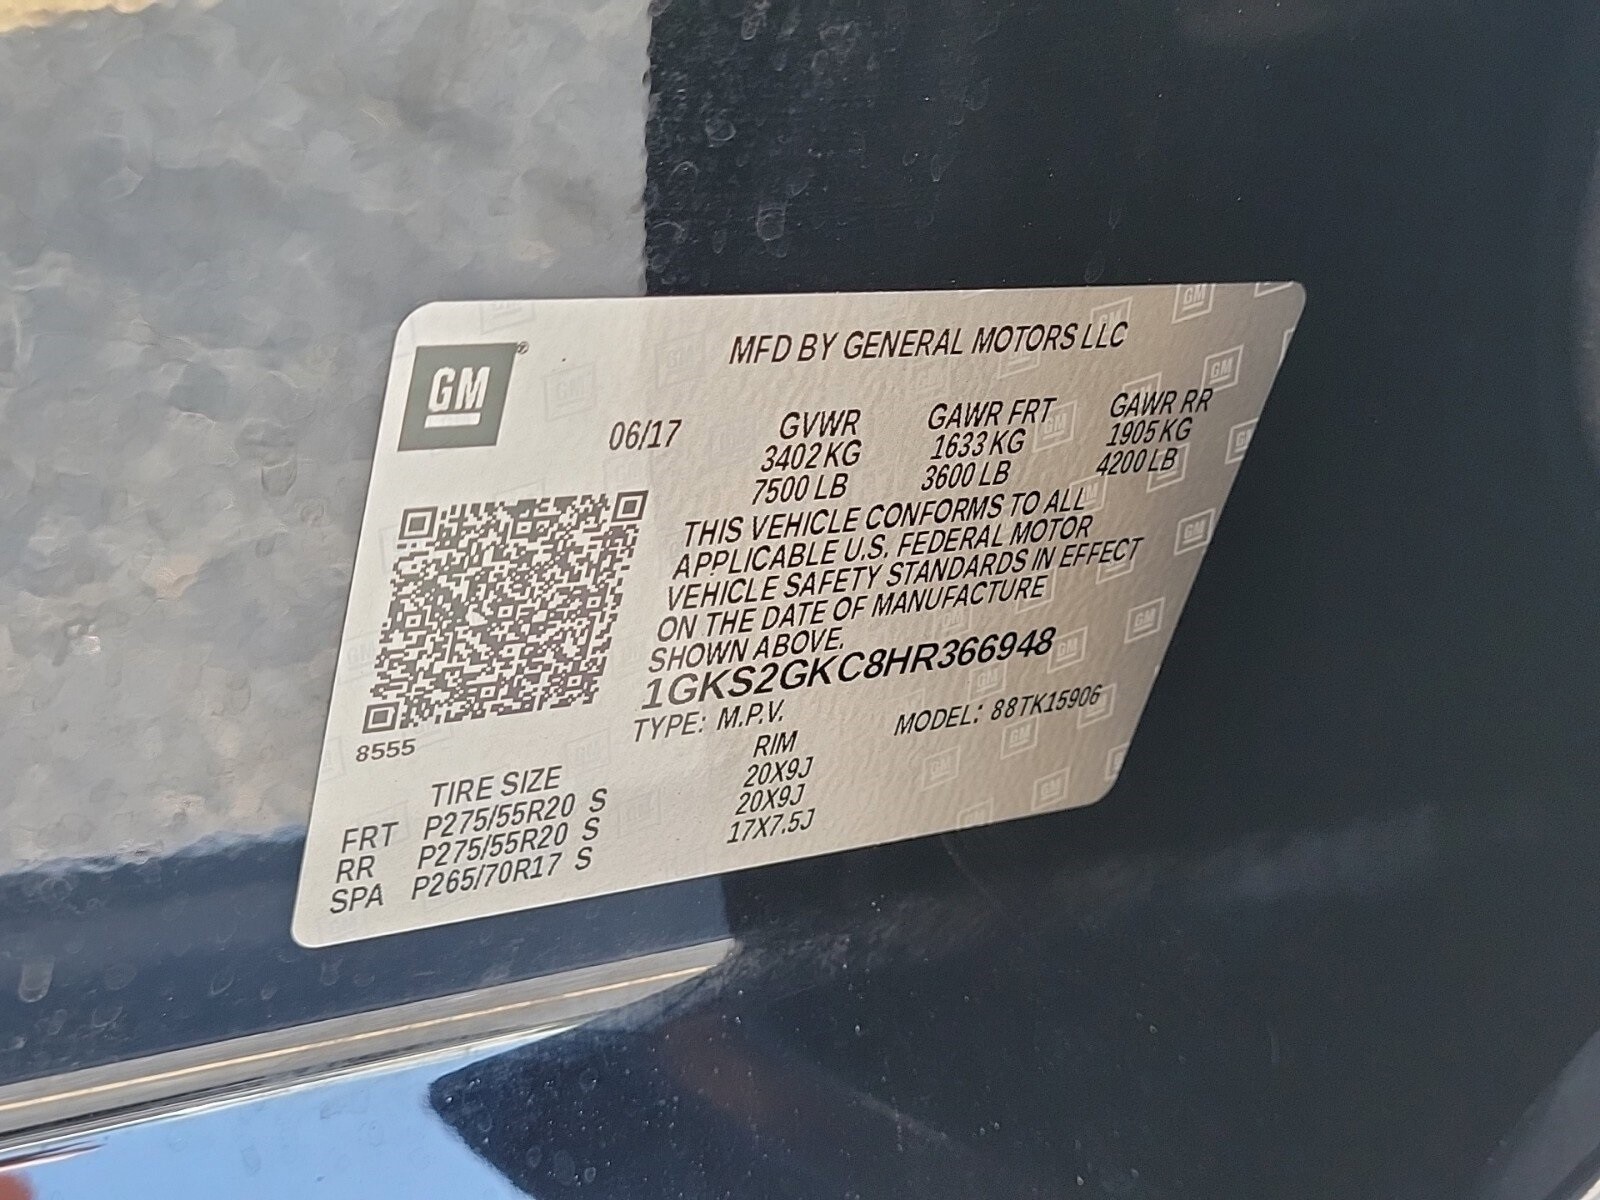 GM
MFD BY GENERAL MOTORS LLC
06/17 GVWR GAWR FRT GAWR RR
3402 KG 1633 KG 1905 KG
7500 LB 3600 LB 4200 LB
THIS VEHICLE CONFORMS TO ALL
APPLICABLE U.S. FEDERAL MOTOR
VEHICLE SAFETY STANDARDS IN EFFECT
ON THE DATE OF MANUFACTURE
SHOWN ABOVE.
1GKS2GKC8HR366948
TYPE: M.P.V. MODEL: 88TK15906
8555
TIRE SIZE RIM
FRT P275/55R20 S 20X9J
RR P275/55R20 S 20X9J
SPA P265/70R17 S 17X7.5J